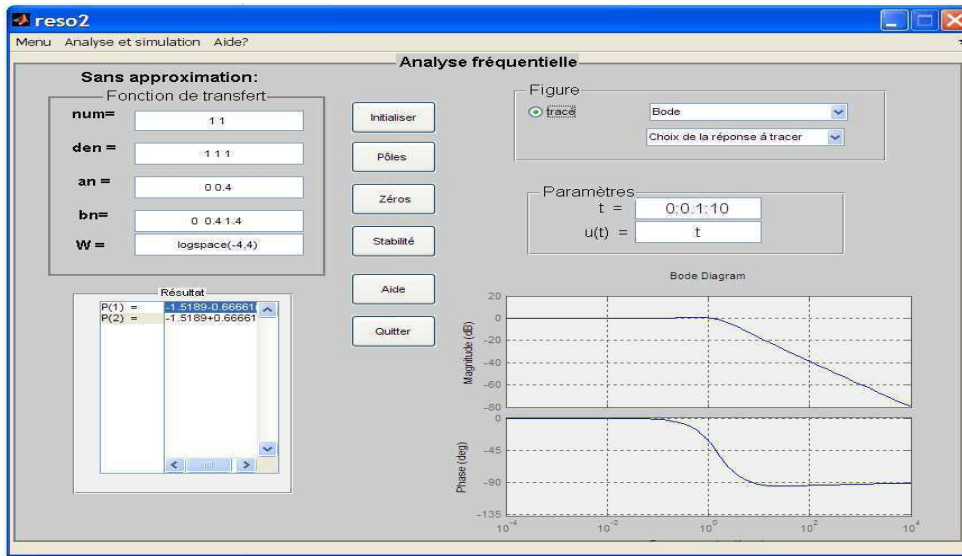 reso2
Menu Analyse et simulation Aide?
Analyse fréquentielle
Sans approximation:
Fonction de transfert
num= 1 1
den = 1 1 1
an = 0 0.4
bn= 0 0.4 1.4
W = logspace(-4,4)
Initialiser
Pôles
Zéros
Stabilité
Aide
Quitter
Figure
tracé Bode
Choix de la réponse à tracer
Paramètres
t = 0:0.1:10
u(t) = t
Résultat
P(1) = -1.5189-0.66661
P(2) = -1.5189+0.66661
Bode Diagram
Magnitude (dB)
20
0
-20
-40
-60
-80
Phase (deg)
0
-45
-90
-135
10^-4 10^-2 10^0 10^2 10^4